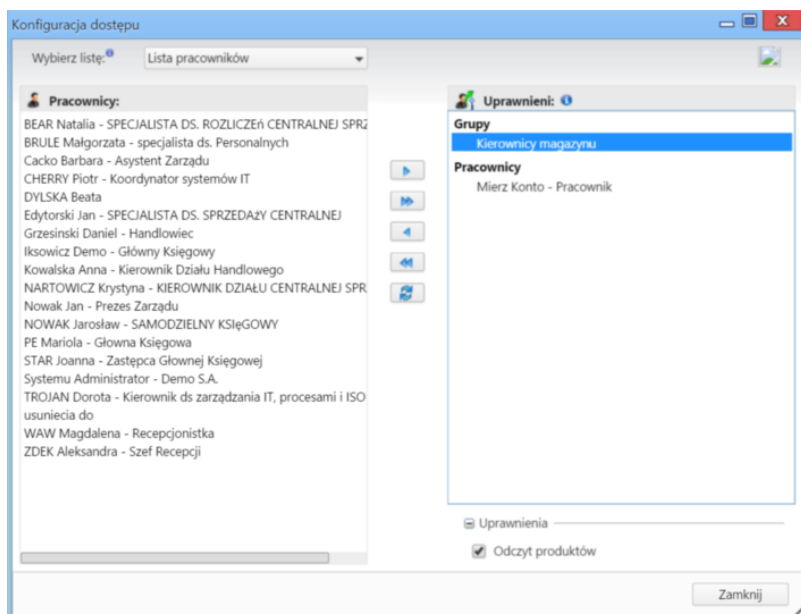 Konfiguracja dostępu
Wybierz listę:
Lista pracowników
Pracownicy:
BEAR Natalia - SPECJALISTA DS. ROZLICZEń CENTRALNEJ SPRZ
BRULE Małgorzata - specjalista ds. Personalnych
Cacko Barbara - Asystent Zarządu
CHERRY Piotr - Koordynator systemów IT
DYLSKA Beata
Edytorski Jan - SPECJALISTA DS. SPRZEDAżY CENTRALNEJ
Grzesinski Daniel - Handlowiec
Iksowicz Demo - Główny Księgowy
Kowalska Anna - Kierownik Działu Handlowego
NARTOWICZ Krystyna - KIEROWNIK DZIAŁU CENTRALNEJ SPR
Nowak Jan - Prezes Zarządu
NOWAK Jarosław - SAMODZIELNY KSIęGOWY
PE Mariola - Głowna Księgowa
STAR Joanna - Zastępca Głownej Księgowej
Systemu Administrator - Demo S.A.
TROJAN Dorota - Kierownik ds zarządzania IT, procesami i ISO
usuniecia do
WAW Magdalena - Recepcjonistka
ZDEK Aleksandra - Szef Recepcji
Uprawnieni:
Grupy
Kierownicy magazynu
Pracownicy
Mierz Konto - Pracownik
Uprawnienia
Odczyt produktów
Zamknij